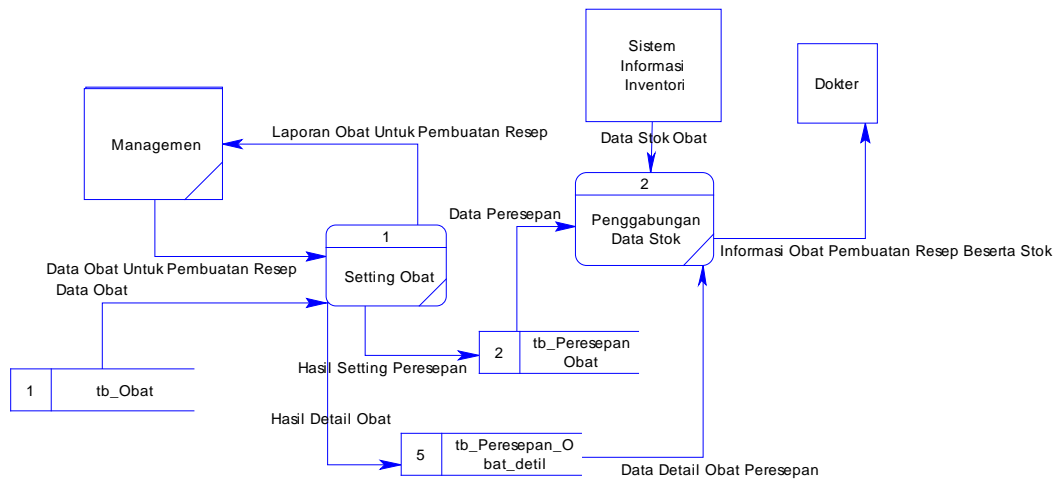 Sistem
Informasi
Inventori
Dokter
Managemen
Laporan Obat Untuk Pembuatan Resep
Data Stok Obat
2
Penggabungan
Data Stok
Data Peresepan
1
Setting Obat
Informasi Obat Pembuatan Resep Beserta Stok
Data Obat Untuk Pembuatan Resep
Data Obat
2
tb_Peresepan
Obat
Hasil Setting Peresepan
1
tb_Obat
Hasil Detail Obat
5
tb_Peresepan_O
bat_detil
Data Detail Obat Peresepan